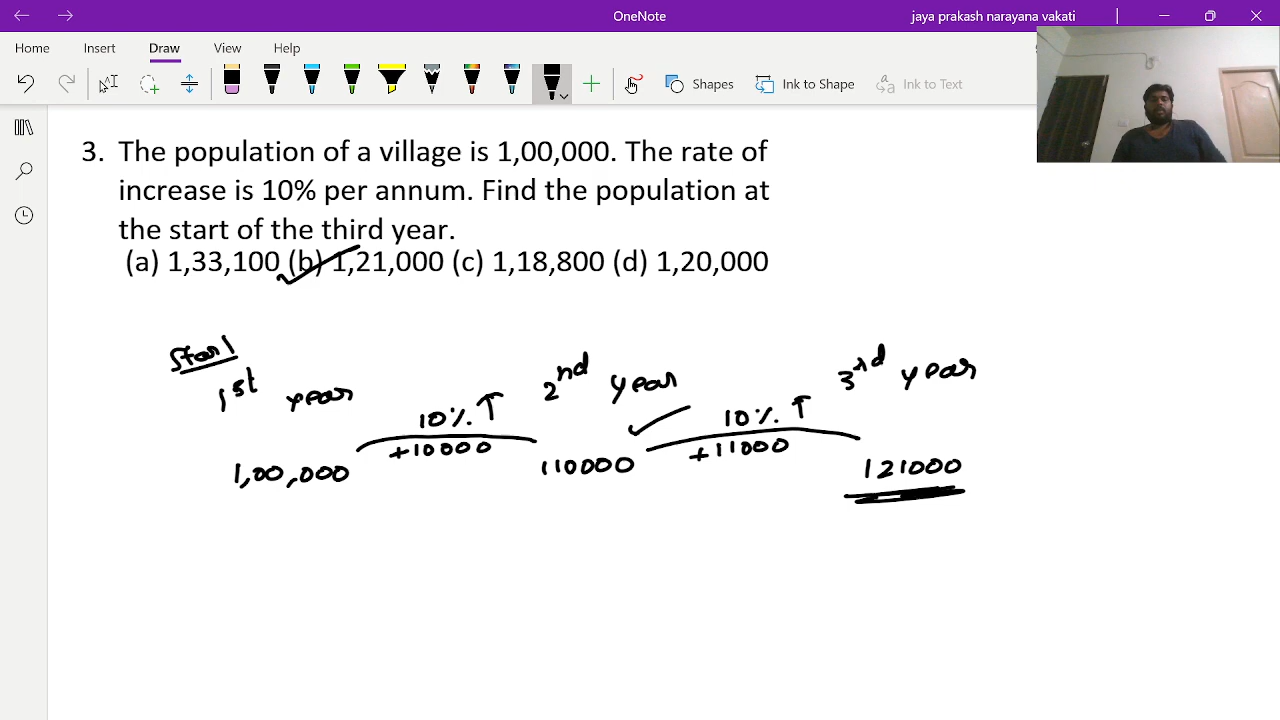 OneNote
jaya prakash narayana vakati
Home Insert Draw View Help
Shapes Ink to Shape Ink to Text
3. The population of a village is 1,00,000. The rate of
increase is 10% per annum. Find the population at
the start of the third year.
(a) 1,33,100 (b) 1,21,000 (c) 1,18,800 (d) 1,20,000
Start
1st year 2nd year 3rd year
10% ↑ 10% ↑
+10000 +11000
1,00,000 110000 121000